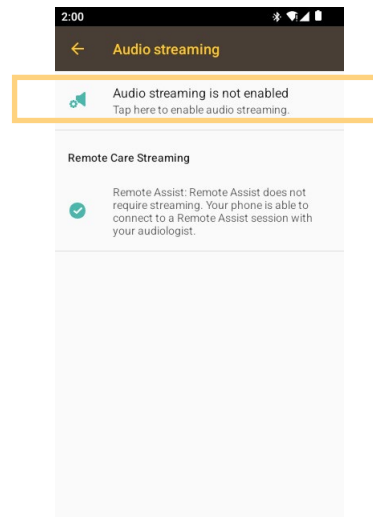 2:00
Audio streaming
Audio streaming is not enabled
Tap here to enable audio streaming.
Remote Care Streaming
Remote Assist: Remote Assist does not
require streaming. Your phone is able to
connect to a Remote Assist session with
your audiologist.